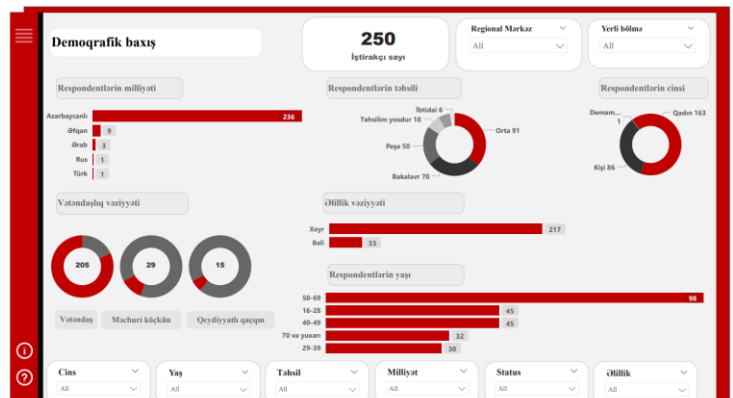 Demoqrafik baxış
250
İştirakçı sayı
Regional Mərkəz
All
Yerli bölmə
All
Respondentlərin milliyəti
Azərbaycanlı 236
Əfqan 9
Ərəb 3
Rus 1
Türk 1
Respondentlərin təhsili
İbtidai 6
Təhsilim yoxdur 18
Orta 91
Peşə 50
Bakalavr 70
Respondentlərin cinsi
Deməm...
1
Qadın 163
Kişi 86
Vətəndaşlıq vəziyyəti
205
29
15
Vətəndaş
Məcburi köçkün
Qeydiyyatlı qaçqın
Əlillik vəziyyəti
Xeyr 217
Bəli 33
Respondentlərin yaşı
50-69 98
16-28 45
40-49 45
70 və yuxarı 32
29-39 30
Cins
All
Yaş
All
Təhsil
All
Milliyət
All
Status
All
Əlillik
All